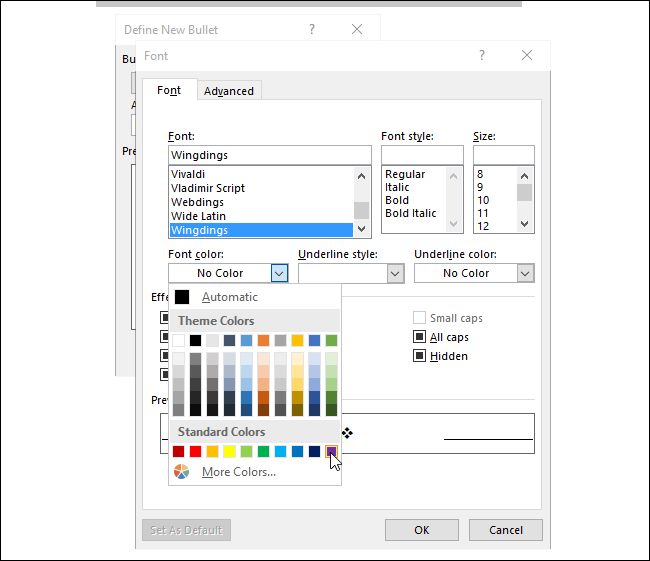 Define New Bullet ?
Font ?
Bu
Font Advanced
A
Font: Font style: Size:
Pre
Wingdings
Vivaldi Regular 8
Vladimir Script Italic 9
Webdings Bold 10
Wide Latin Bold Italic 11
Wingdings 12
Font color: Underline style: Underline color:
No Color No Color
Automatic
Effe
Theme Colors Small caps
All caps
Hidden
Prev
Standard Colors
More Colors...
Set As Default OK Cancel